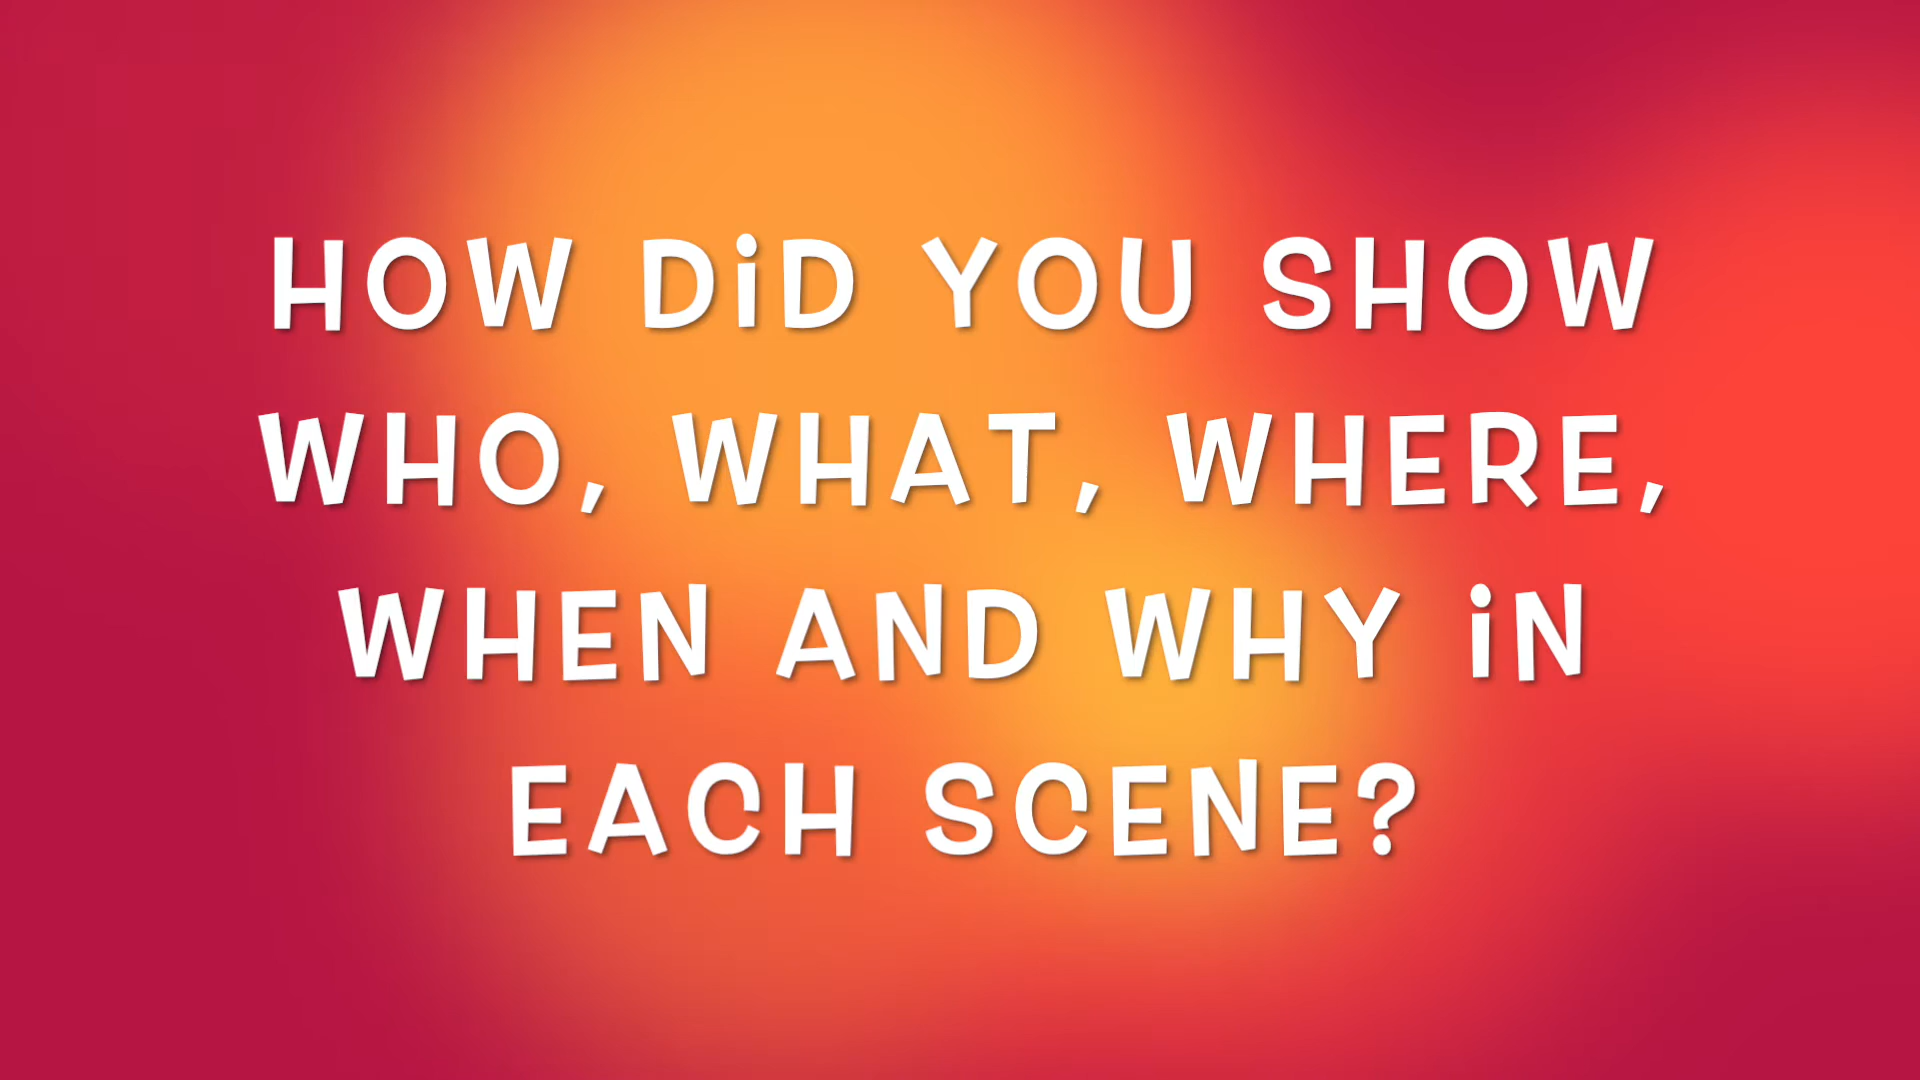 HOW DiD YOU SHOW
WHO, WHAT, WHERE,
WHEN AND WHY iN
EACH SCENE?